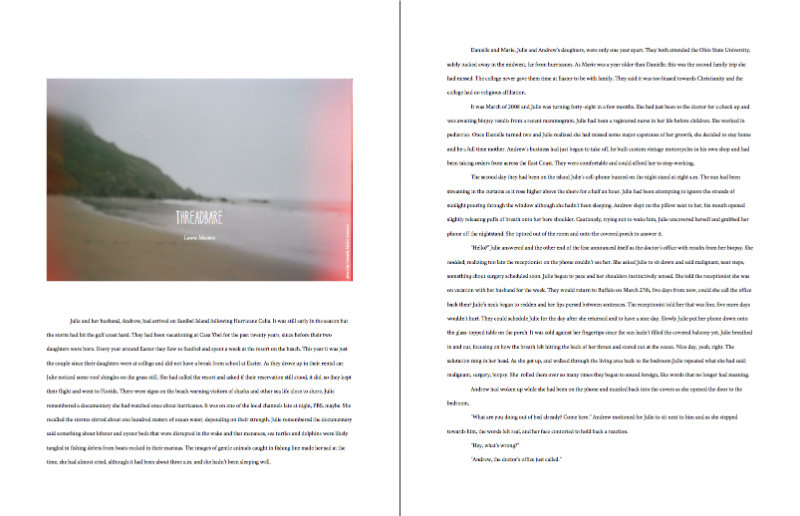 THREADBARE
Laura Masters
Julie and her husband, Andrew, had arrived on Sanibel Island following Hurricane Celia. It was still early in the season but
the storm had hit the gulf coast hard. They had been vacationing at Casa Ybel for the past twenty years, since before their two
daughters were born. Every year around Easter they flew to Sanibel and spent a week at the resort on the beach. This year it was just
the couple since their daughters were at college and did not have a break from school at Easter. As they drove up in their rental car
Julie noticed some roof shingles on the grass still. She had called the resort and asked if their reservation still stood, it did, so they kept
their flight and went to Florida. There were signs on the beach warning visitors of sharks and other sea life close to shore. Julie
remembered a documentary she had watched once about hurricanes. It was on one of the local channels late at night, PBS, maybe. She
recalled the storms stirred about one hundred meters of ocean water, depending on their strength. Julie remembered the documentary
said something about lobster and oyster beds that were disrupted in the wake and that manatees, sea turtles and dolphins were likely
tangled in fishing debris from boats rocked in their marinas. The images of gentle animals caught in fishing line made her sad at the
time, she had almost cried, although it had been about three a.m. and she hadn't been sleeping well.
Danielle and Marie, Julie and Andrew's daughters, were only one year apart. They both attended the Ohio State University,
safely tucked away in the midwest, far from hurricanes. As Marie was a year older than Danielle, this was the second family trip she
had missed. The college never gave them time at Easter to be with family. They said it was too biased towards Christianity and the
college had no religious affiliation.
It was March of 2008 and Julie was turning forty-eight in a few months. She had just been to the doctor for a check up and
was awaiting biopsy results from a recent mammogram. Julie had been a registered nurse in her life before children. She worked in
pediatrics. Once Danielle turned two and Julie realized she had missed some major capstones of her growth, she decided to stay home
and be a full time mother. Andrew's business had just begun to take off, he built custom vintage motorcycles in his own shop and had
been taking orders from across the East Coast. They were comfortable and could afford her to stop working.
The second day they had been on the island Julie's cell-phone buzzed on the night stand at eight a.m. The sun had been
streaming in the curtains as it rose higher above the shore for a half an hour. Julie had been attempting to ignore the strands of
sunlight pouring through the window although she hadn't been sleeping. Andrew slept on the pillow next to her, his mouth opened
slightly releasing puffs of breath onto her bare shoulder. Cautiously, trying not to wake him, Julie uncovered herself and grabbed her
phone off the nightstand. She tiptoed out of the room and onto the covered porch to answer it.
"Hello?" Julie answered and the other end of the line announced itself as the doctor's office with results from her biopsy. She
nodded, realizing too late the receptionist on the phone couldn't see her. She asked Julie to sit down and said malignant, next steps,
something about surgery scheduled soon. Julie began to pace and her shoulders instinctively tensed. She told the receptionist she was
on vacation with her husband for the week. They would return to Buffalo on March 27th, five days from now, could she call the office
back then? Julie's neck began to redden and her lips pursed between sentences. The receptionist told her that was fine, five more days
wouldn't hurt. They could schedule Julie for the day after she returned and to have a nice day. Slowly Julie put her phone down onto
the glass-topped table on the porch. It was cold against her fingertips since the sun hadn't filled the covered balcony yet. Julie breathed
in and out, focusing on how the breath felt hitting the back of her throat and stared out at the ocean. Nice day, yeah, right. The
salutation rang in her head. As she got up, and walked through the living area back to the bedroom Julie repeated what she had said:
malignant, surgery, biopsy. She rolled them over so many times they began to sound foreign, like words that no longer had meaning.
Andrew had woken up while she had been on the phone and nuzzled back into the covers as she opened the door to the
bedroom.
"What are you doing out of bed already? Come here." Andrew motioned for Julie to sit next to him and as she stepped
towards him, the words felt real, and her face contorted to hold back a reaction.
"Hey, what's wrong?"
"Andrew, the doctor's office just called."